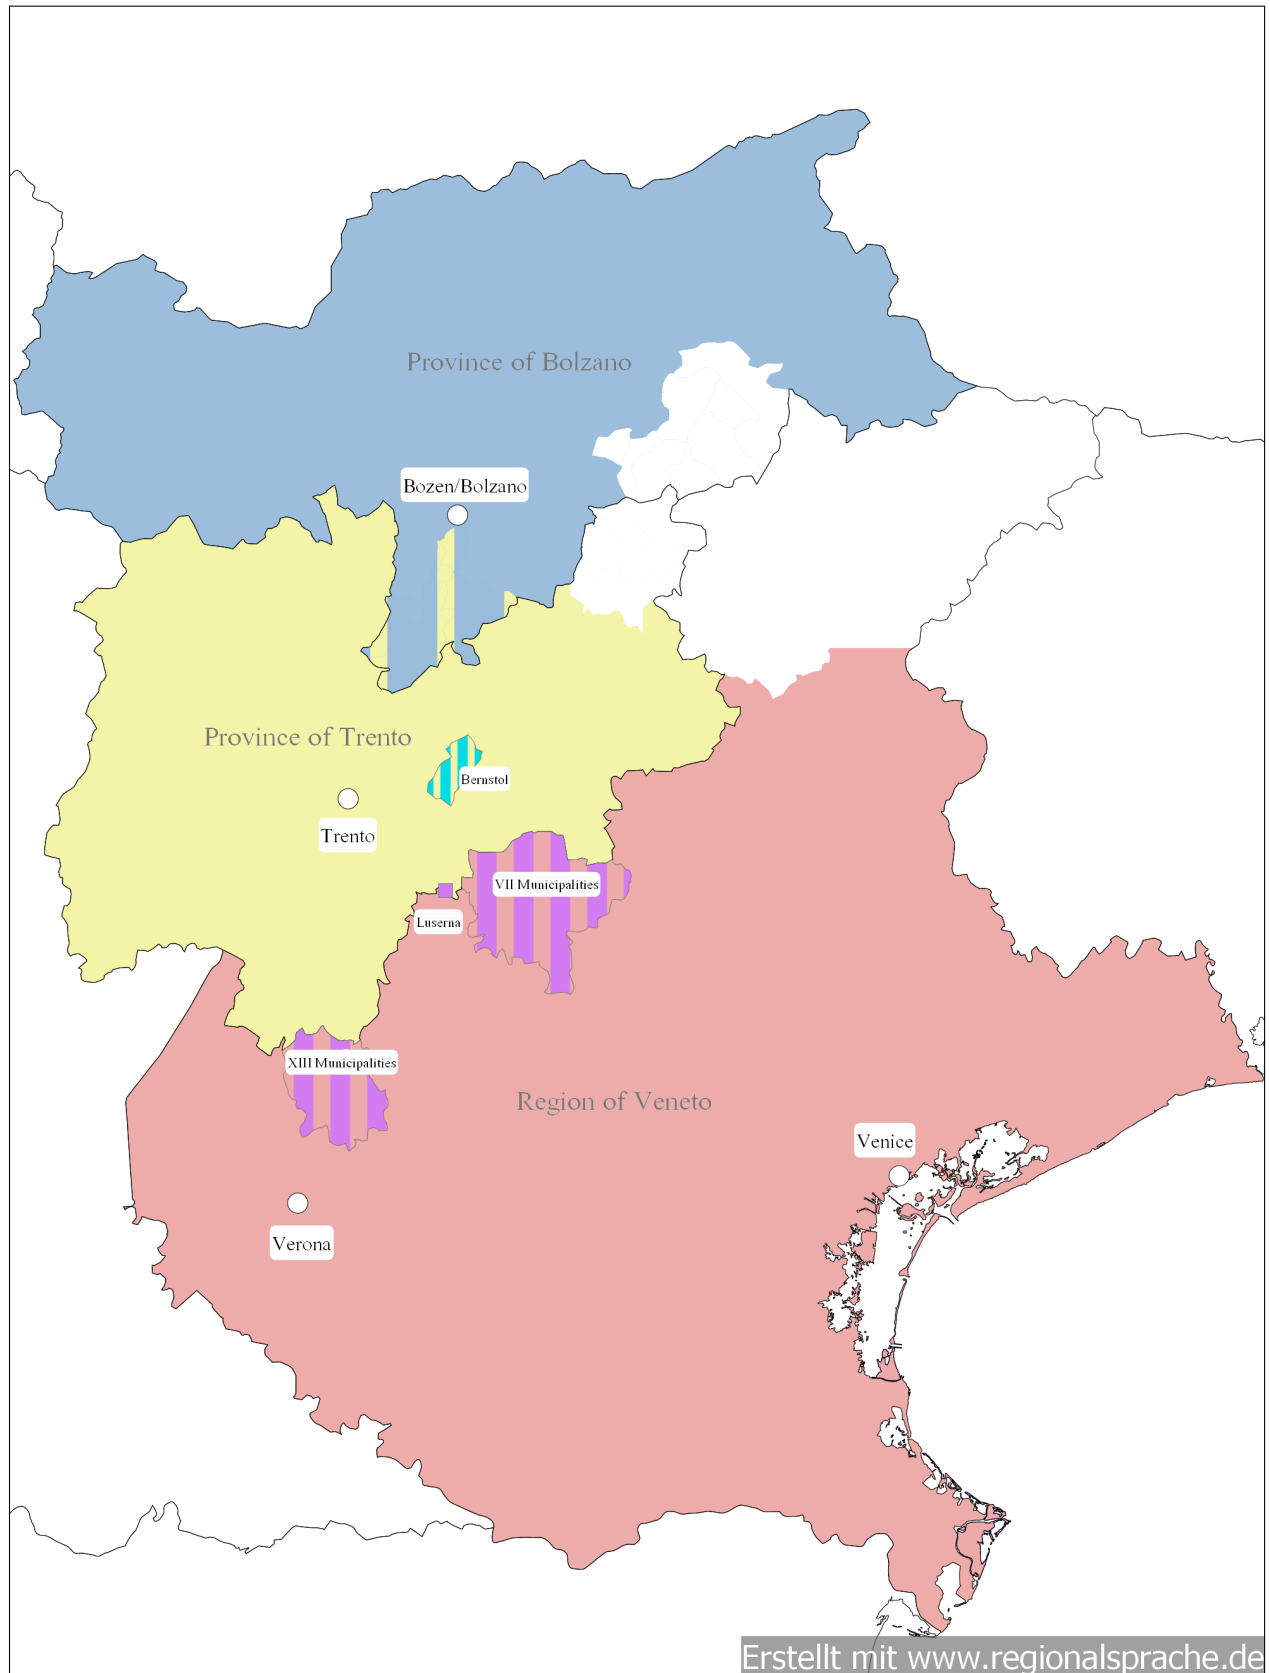 Province of Bolzano
Bozen/Bolzano
Province of Trento
Bernstol
Trento
VII Municipalities
Luserna
XIII Municipalities
Region of Veneto
Venice
Verona
Erstellt mit www.regionalsprache.de